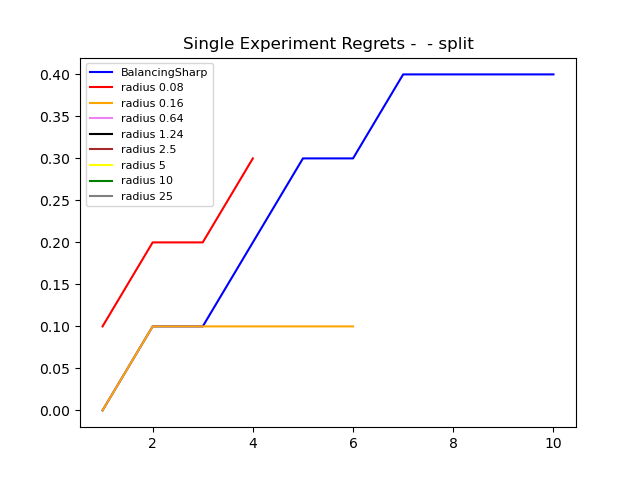 Single Experiment Regrets -  - split
0.40
0.35
0.30
0.25
0.20
0.15
0.10
0.05
0.00
BalancingSharp
radius 0.08
radius 0.16
radius 0.64
radius 1.24
radius 2.5
radius 5
radius 10
radius 25
2 4 6 8 10